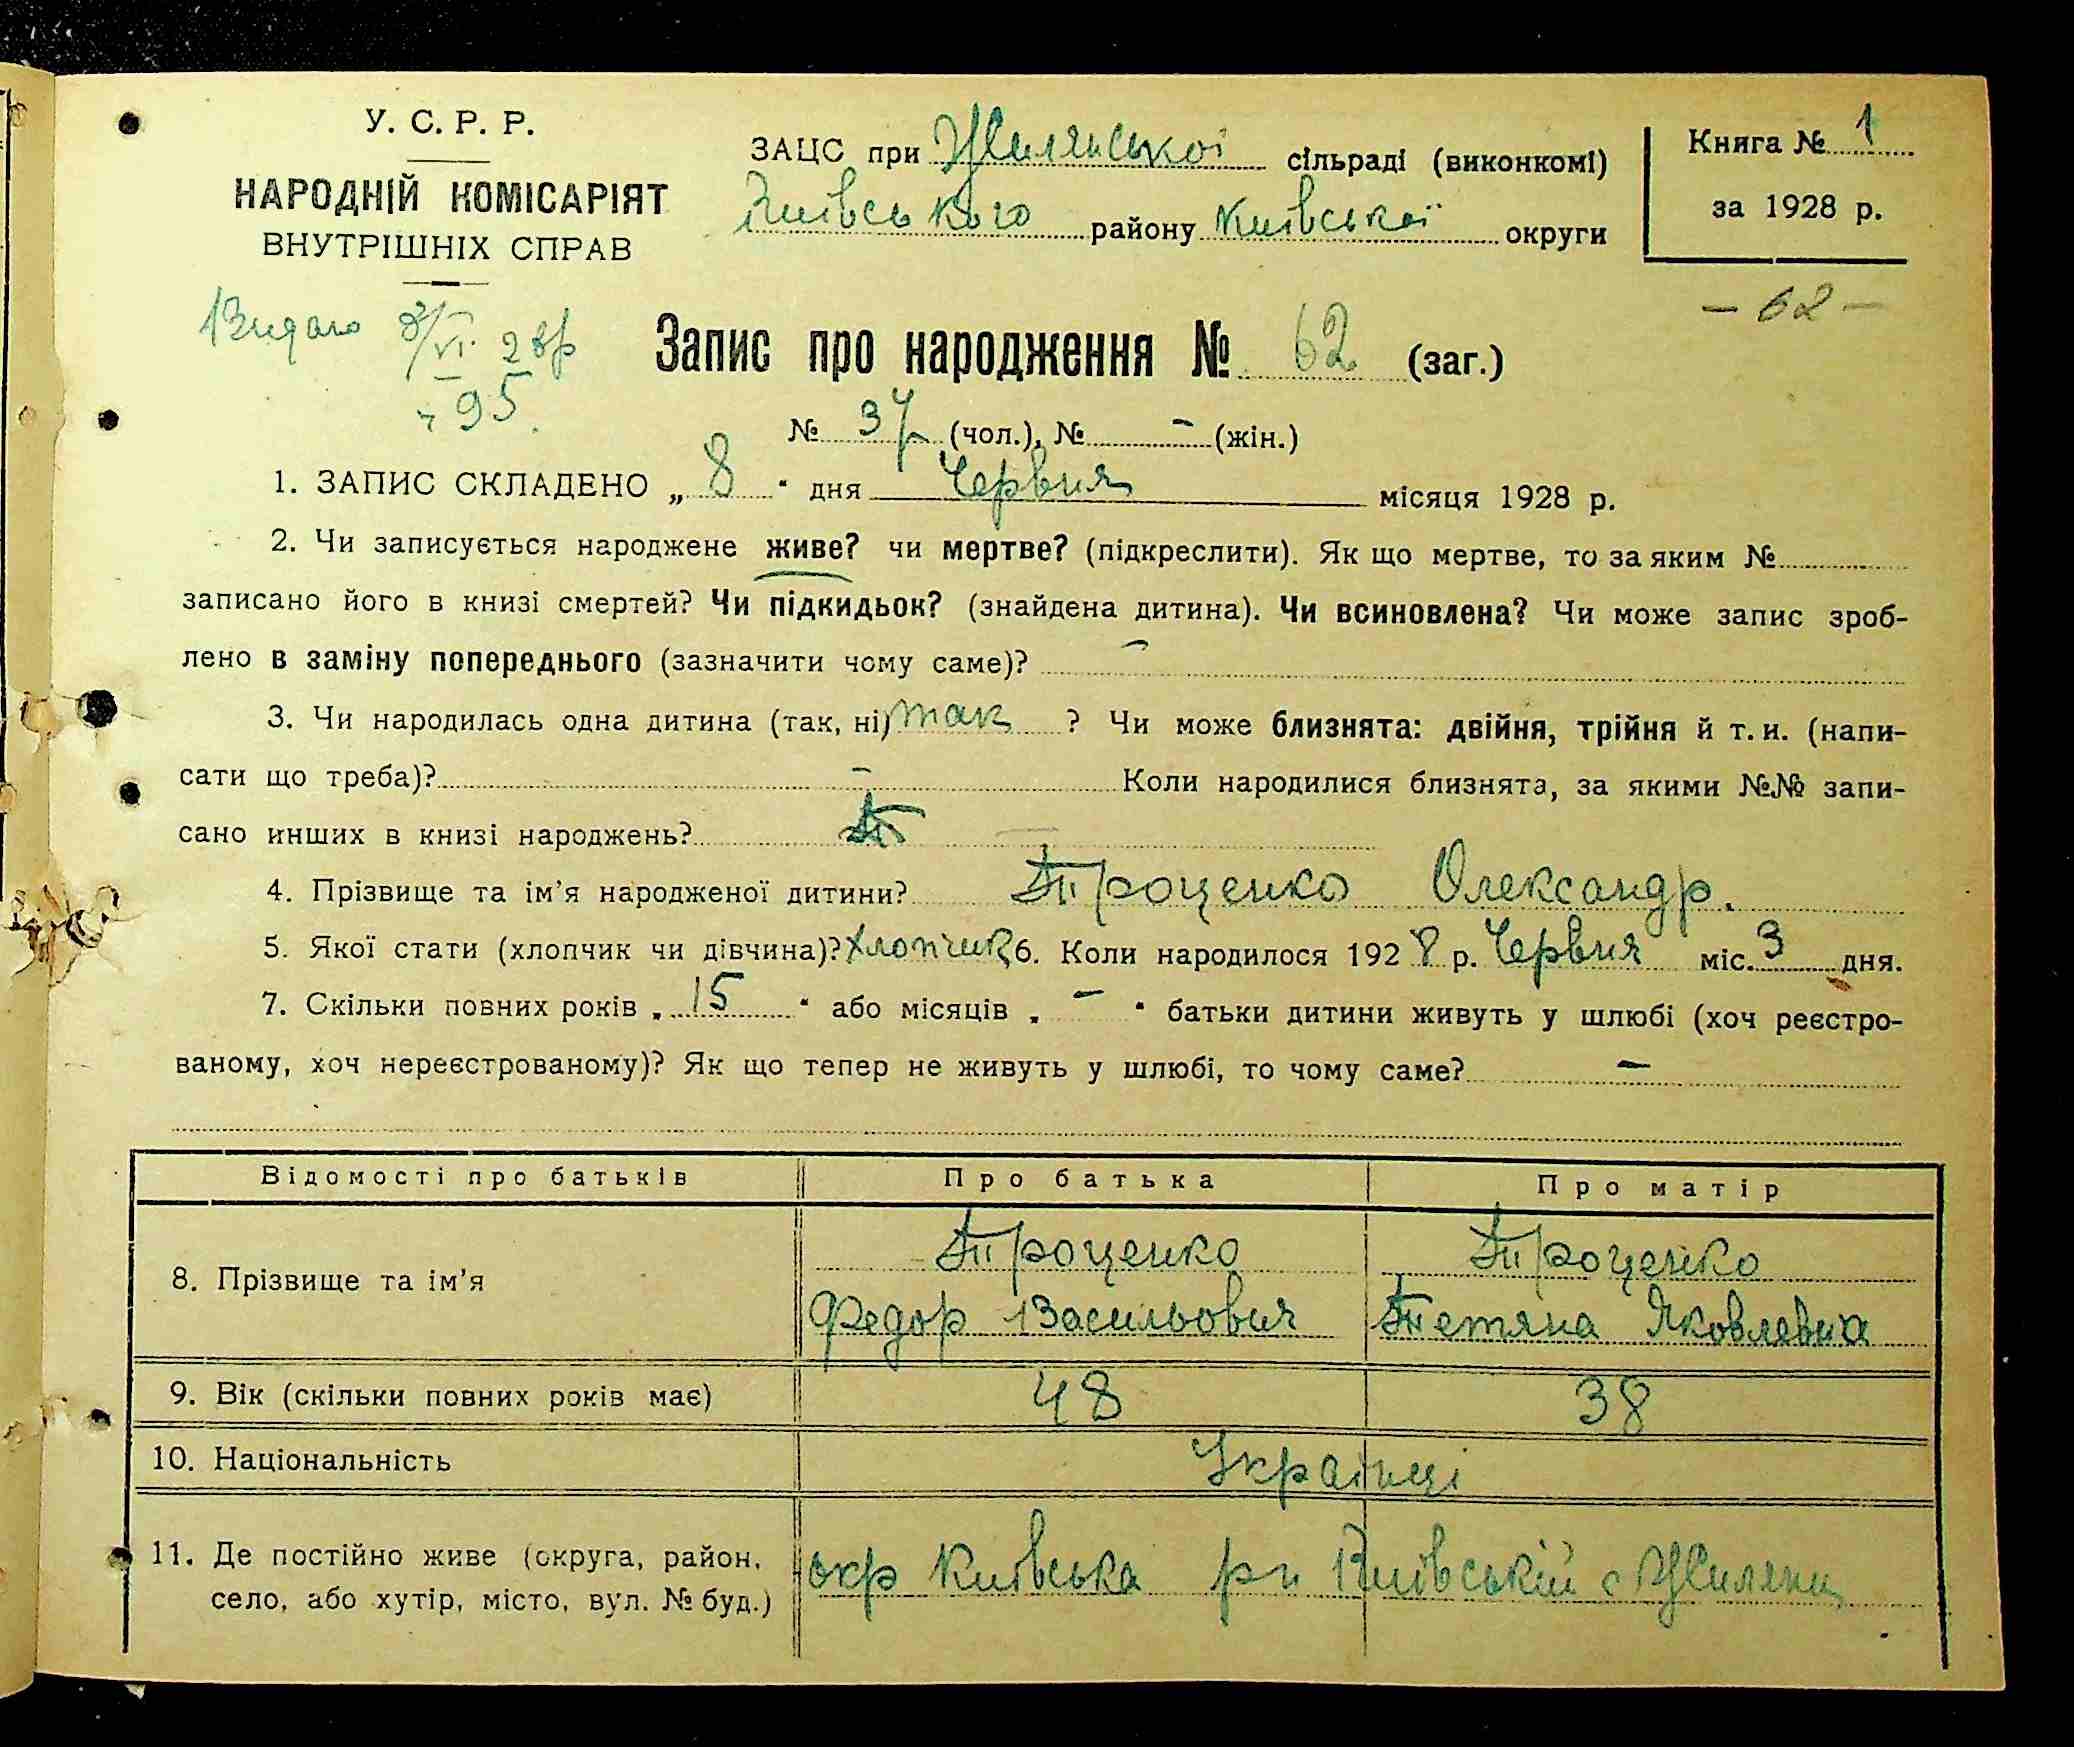 У. С. Р. Р.
НАРОДНІЙ КОМІСАРІЯТ
ВНУТРІШНІХ СПРАВ
ЗАЦС при Жилянської сільраді (виконкомі)
Київського району Київської округи
Книга № 1
за 1928 р.
— 62 —
Видано 8/VI 28р
95
Запис про народження № 62 (заг.)
№ 37 (чол.), № - (жін.)
1. ЗАПИС СКЛАДЕНО „ 8 “ дня Червня місяця 1928 р.
2. Чи записується народжене живе? чи мертве? (підкреслити). Як що мертве, то за яким №
записано його в книзі смертей? Чи підкидьок? (знайдена дитина). Чи всиновлена? Чи може запис зроб-
лено в заміну попереднього (зазначити чому саме)? -
3. Чи народилась одна дитина (так, ні) так ? Чи може близнята: двійня, трійня й т. и. (напи-
сати що треба)? - Коли народилися близнята, за якими №№ запи-
сано инших в книзі народжень?
4. Прізвище та ім’я народженої дитини? Троценко Олександр.
5. Якої стати (хлопчик чи дівчина)? Хлопчик 6. Коли народилося 1928 р. Червня міс. 3 дня.
7. Скільки повних років „ 15 “ або місяців „ - “ батьки дитини живуть у шлюбі (хоч реєстро-
ваному, хоч нереєстрованому)? Як що тепер не живуть у шлюбі, то чому саме? -
Відомості про батьків Про батька Про матір
8. Прізвище та ім’я
Троценко Троценко
Федор Васильович Тетяна Яковлевна
9. Вік (скільки повних років має) 48 38
10. Національність Українці
11. Де постійно живе (округа, район,
село, або хутір, місто, вул. № буд.)
окр Київська рн Київській с Жиляни